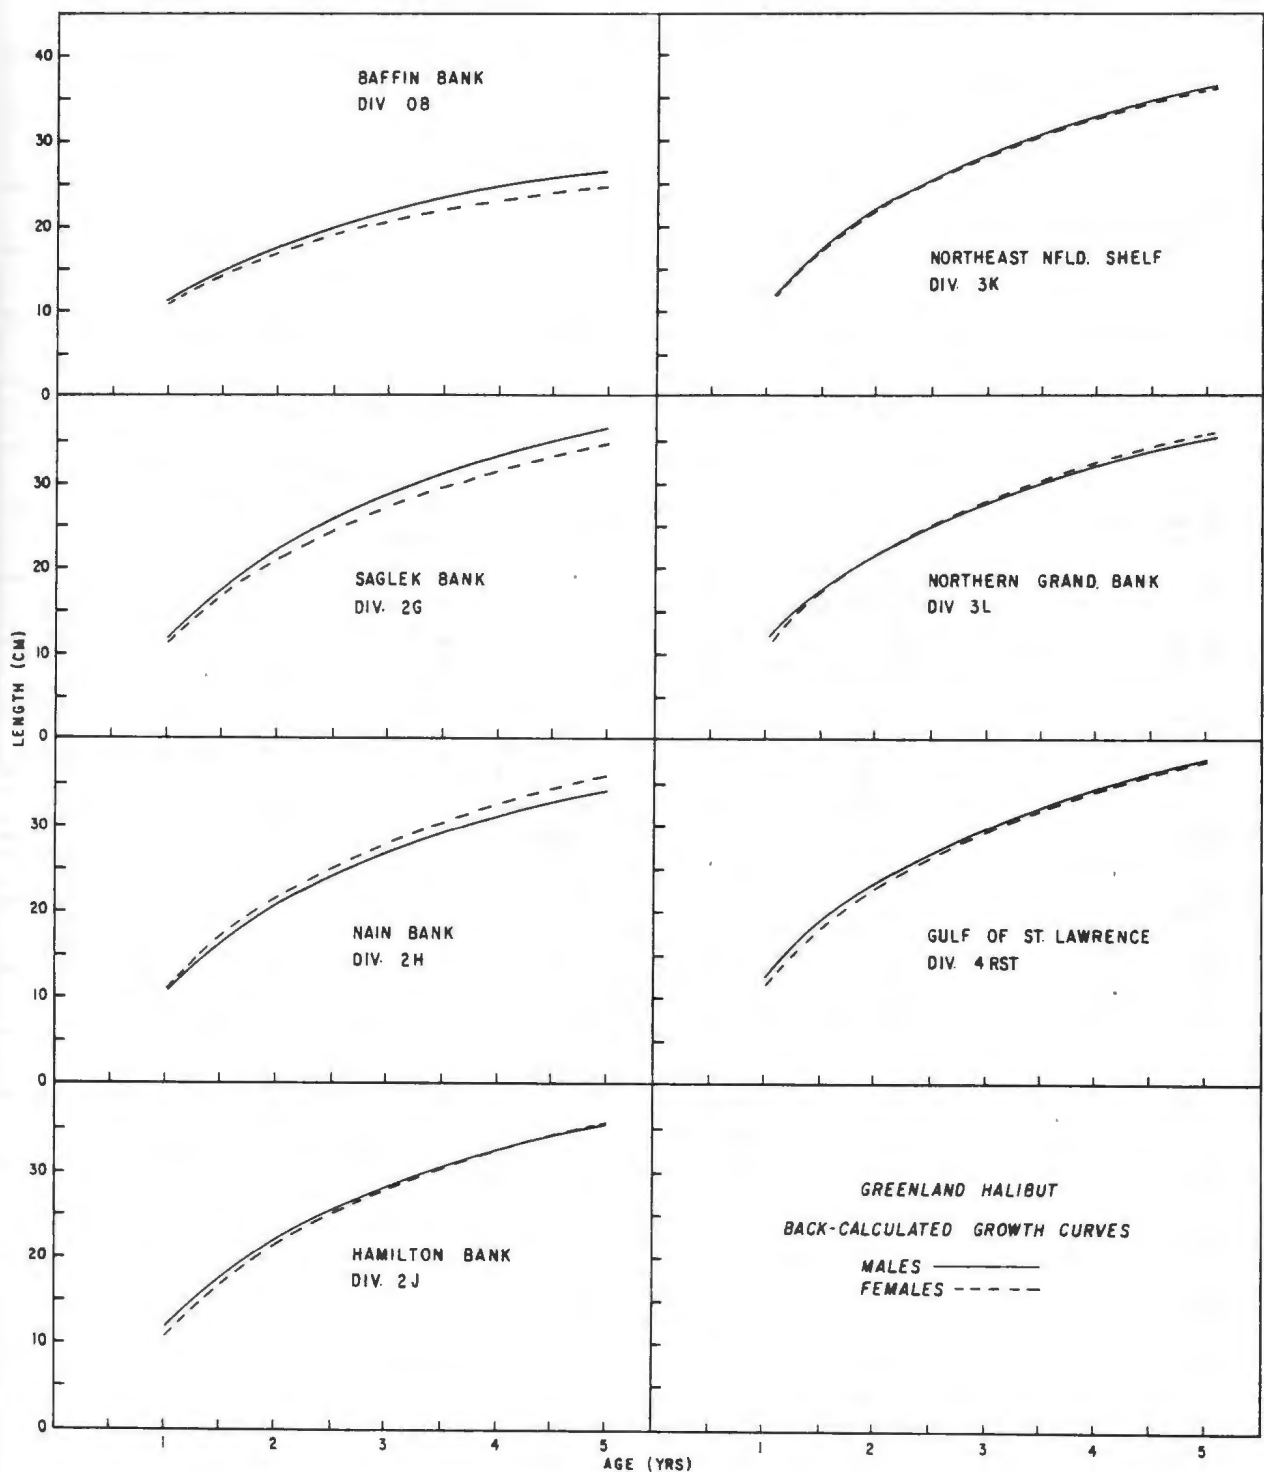 40
30
20
10
0
BAFFIN BANK
DIV 0B
NORTHEAST NFLD. SHELF
DIV. 3K
30
20
10
0
SAGLEK BANK
DIV. 2G
NORTHERN GRAND. BANK
DIV 3L
LENGTH (CM)
30
20
10
0
NAIN BANK
DIV. 2H
GULF OF ST. LAWRENCE
DIV. 4RST
30
20
10
0
HAMILTON BANK
DIV. 2J
GREENLAND HALIBUT
BACK-CALCULATED GROWTH CURVES
MALES
FEMALES
1 2 3 4 5
1 2 3 4 5
AGE (YRS)